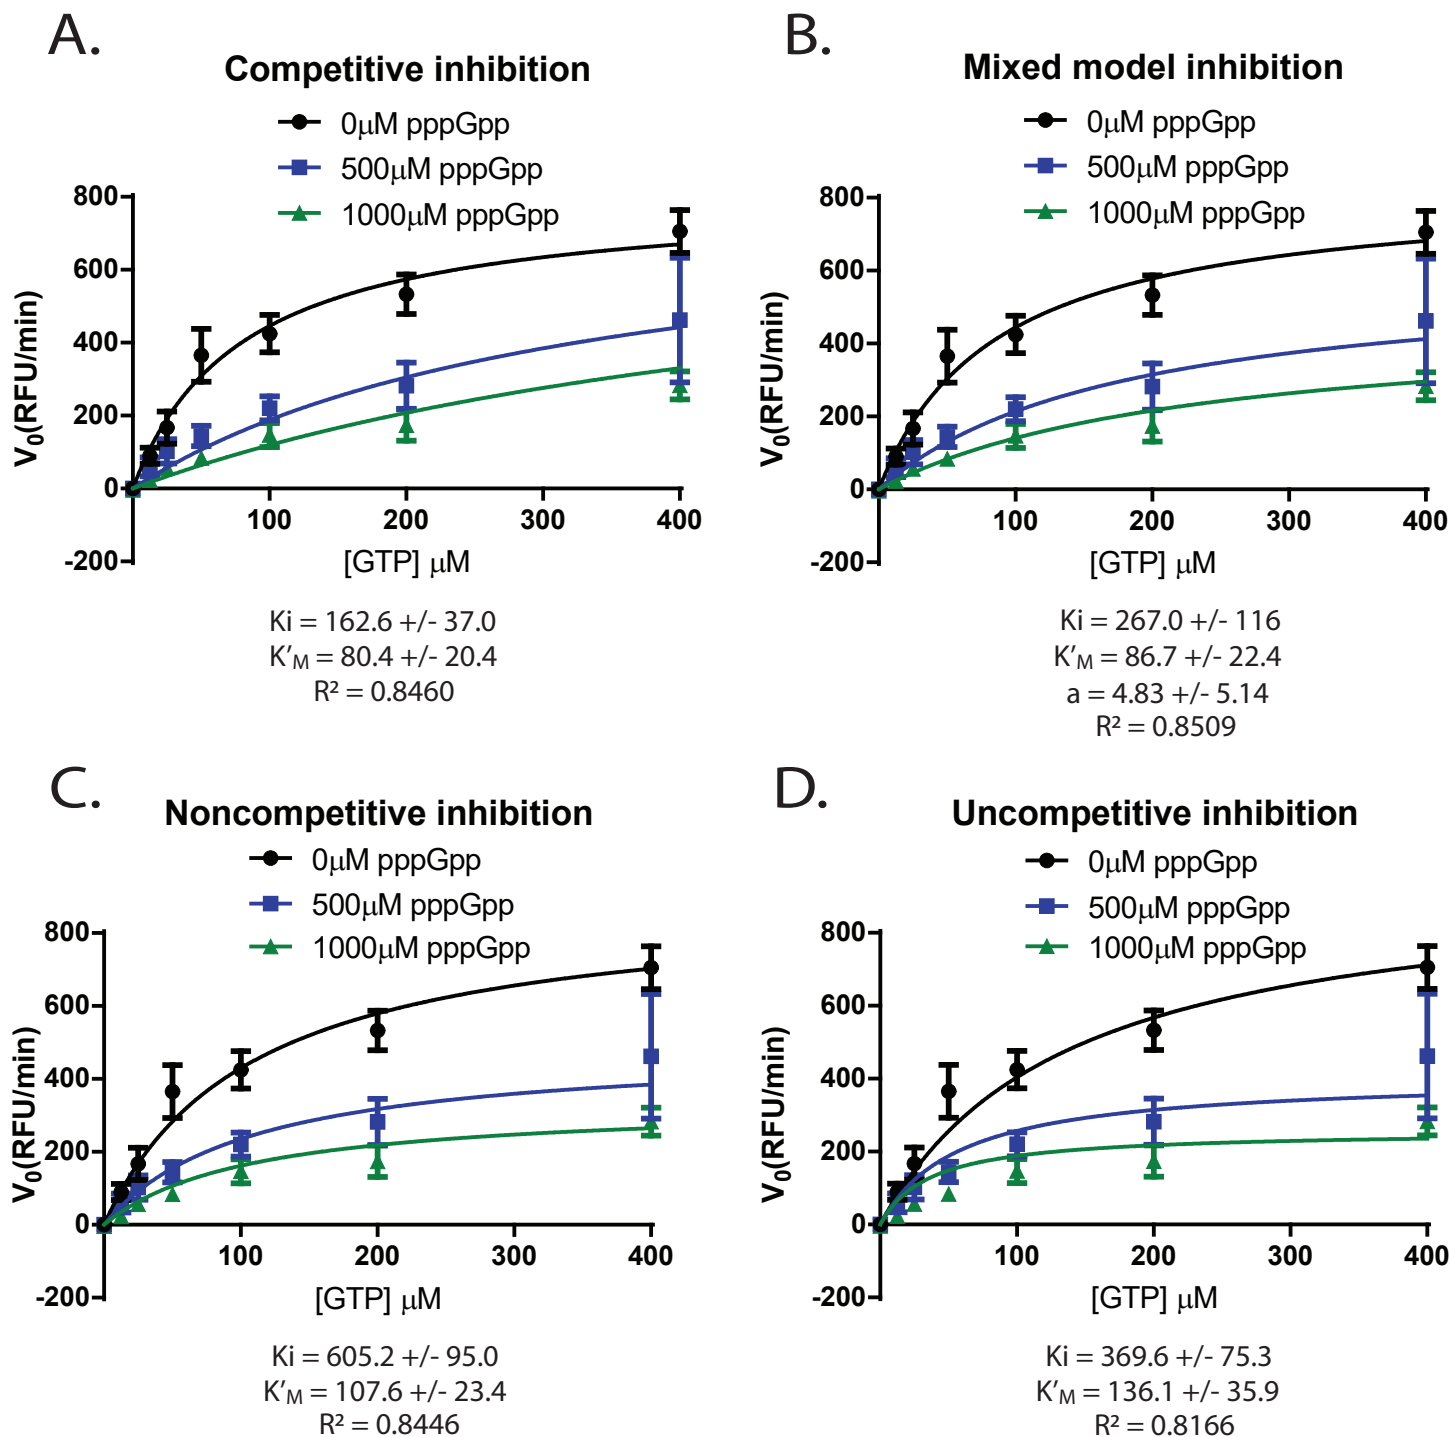 A.
Competitive inhibition
0μM pppGpp
500μM pppGpp
1000μM pppGpp
800
600
400
200
0
-200
100
200
300
400
V0(RFU/min)
[GTP] μM
Ki = 162.6 +/- 37.0
K'M = 80.4 +/- 20.4
R² = 0.8460
B.
Mixed model inhibition
0μM pppGpp
500μM pppGpp
1000μM pppGpp
800
600
400
200
0
-200
100
200
300
400
V0(RFU/min)
[GTP] μM
Ki = 267.0 +/- 116
K'M = 86.7 +/- 22.4
a = 4.83 +/- 5.14
R² = 0.8509
C.
Noncompetitive inhibition
0μM pppGpp
500μM pppGpp
1000μM pppGpp
800
600
400
200
0
-200
100
200
300
400
V0(RFU/min)
[GTP] μM
Ki = 605.2 +/- 95.0
K'M = 107.6 +/- 23.4
R² = 0.8446
D.
Uncompetitive inhibition
0μM pppGpp
500μM pppGpp
1000μM pppGpp
800
600
400
200
0
-200
100
200
300
400
V0(RFU/min)
[GTP] μM
Ki = 369.6 +/- 75.3
K'M = 136.1 +/- 35.9
R² = 0.8166